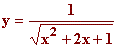 y = 1/√(x² + 2x + 1)